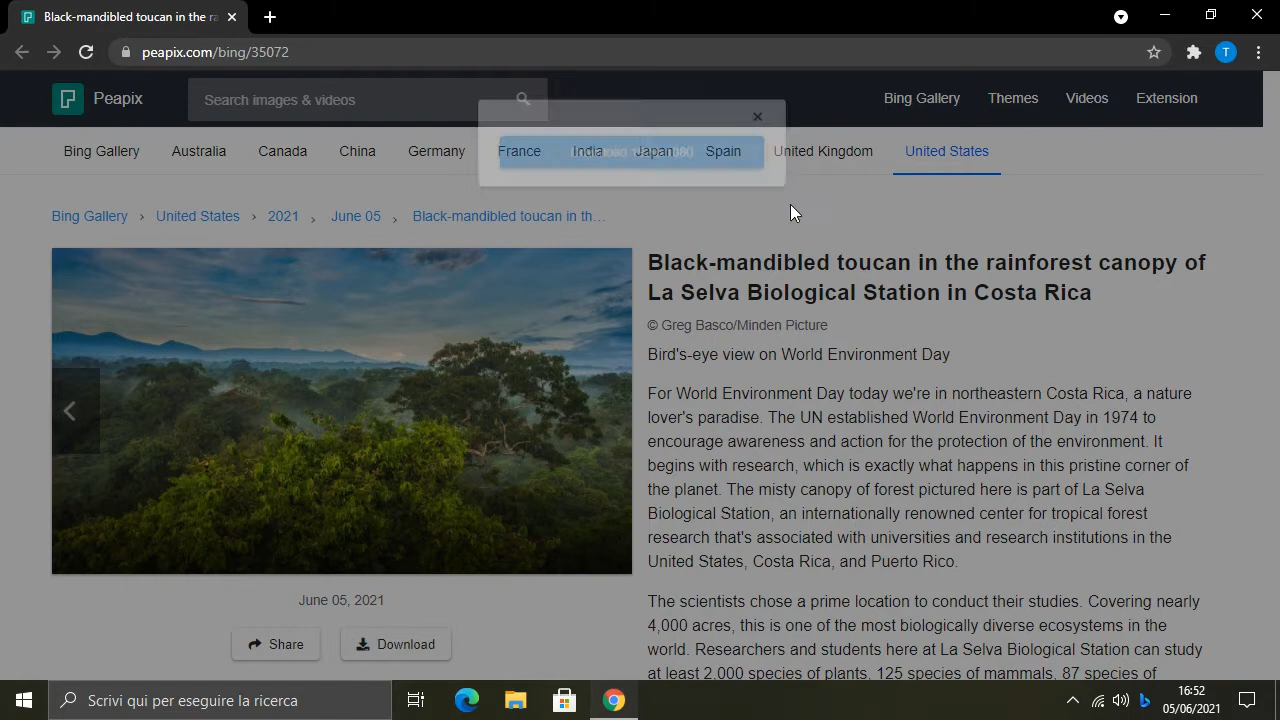 Black-mandibled toucan in the ra
peapix.com/bing/35072
T
Peapix
Search images & videos
Bing Gallery
Themes
Videos
Extension
Bing Gallery
Australia
Canada
China
Germany
France
India
Japan
Spain
United Kingdom
United States
Bing Gallery › United States › 2021 › June 05 › Black-mandibled toucan in th…
Black-mandibled toucan in the rainforest canopy of
La Selva Biological Station in Costa Rica
© Greg Basco/Minden Picture
Bird's-eye view on World Environment Day
For World Environment Day today we're in northeastern Costa Rica, a nature
lover's paradise. The UN established World Environment Day in 1974 to
encourage awareness and action for the protection of the environment. It
begins with research, which is exactly what happens in this pristine corner of
the planet. The misty canopy of forest pictured here is part of La Selva
Biological Station, an internationally renowned center for tropical forest
research that's associated with universities and research institutions in the
United States, Costa Rica, and Puerto Rico.
The scientists chose a prime location to conduct their studies. Covering nearly
4,000 acres, this is one of the most biologically diverse ecosystems in the
world. Researchers and students here at La Selva Biological Station can study
at least 2,000 species of plants, 125 species of mammals, 87 species of
June 05, 2021
Share
Download
Scrivi qui per eseguire la ricerca
16:52
05/06/2021